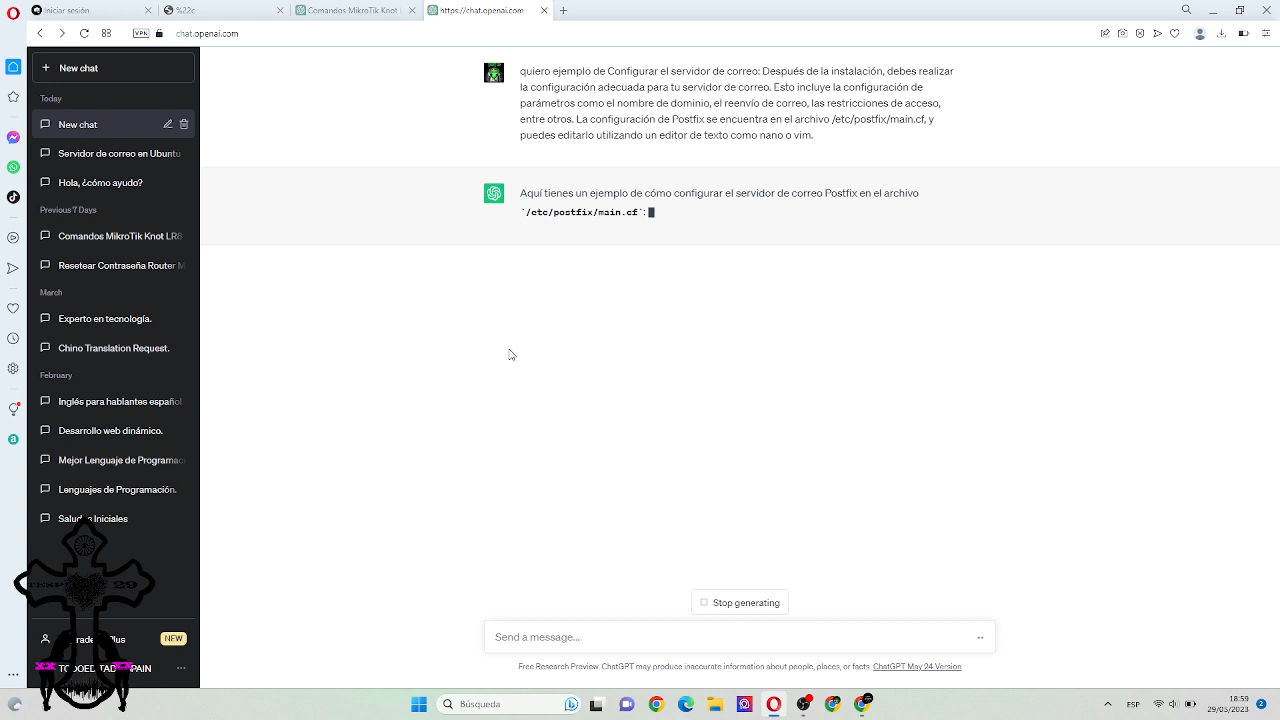 Iniciar sesión
%22c
Comandos MikroTik Knot
https://chat.openai.com
VPN
chat.openai.com
New chat
Today
New chat
Servidor de correo en Ubuntu
Hola, ¿cómo ayudo?
Previous 7 Days
Comandos MikroTik Knot LR8
Resetear Contraseña Router M
March
Experto en tecnología.
Chino Translation Request.
February
Inglés para hablantes español
Desarrollo web dinámico.
Mejor Lenguaje de Programac
Lenguajes de Programación.
Iniciales
29
NEW
quiero ejemplo de Configurar el servidor de correo: Después de la instalación, debes realizar
la configuración adecuada para tu servidor de correo. Esto incluye la configuración de
parámetros como el nombre de dominio, el reenvío de correo, las restricciones de acceso,
entre otros. La configuración de Postfix se encuentra en el archivo /etc/postfix/main.cf, y
puedes editarlo utilizando un editor de texto como nano o vim.
Aquí tienes un ejemplo de cómo configurar el servidor de correo Postfix en el archivo
`/etc/postfix/main.cf`:
Stop generating
Send a message...
Free Research Preview. ChatGPT may produce inaccurate information about people, places, or facts. ChatGPT May 24 Version
Búsqueda
18:59
29/05/2023
2